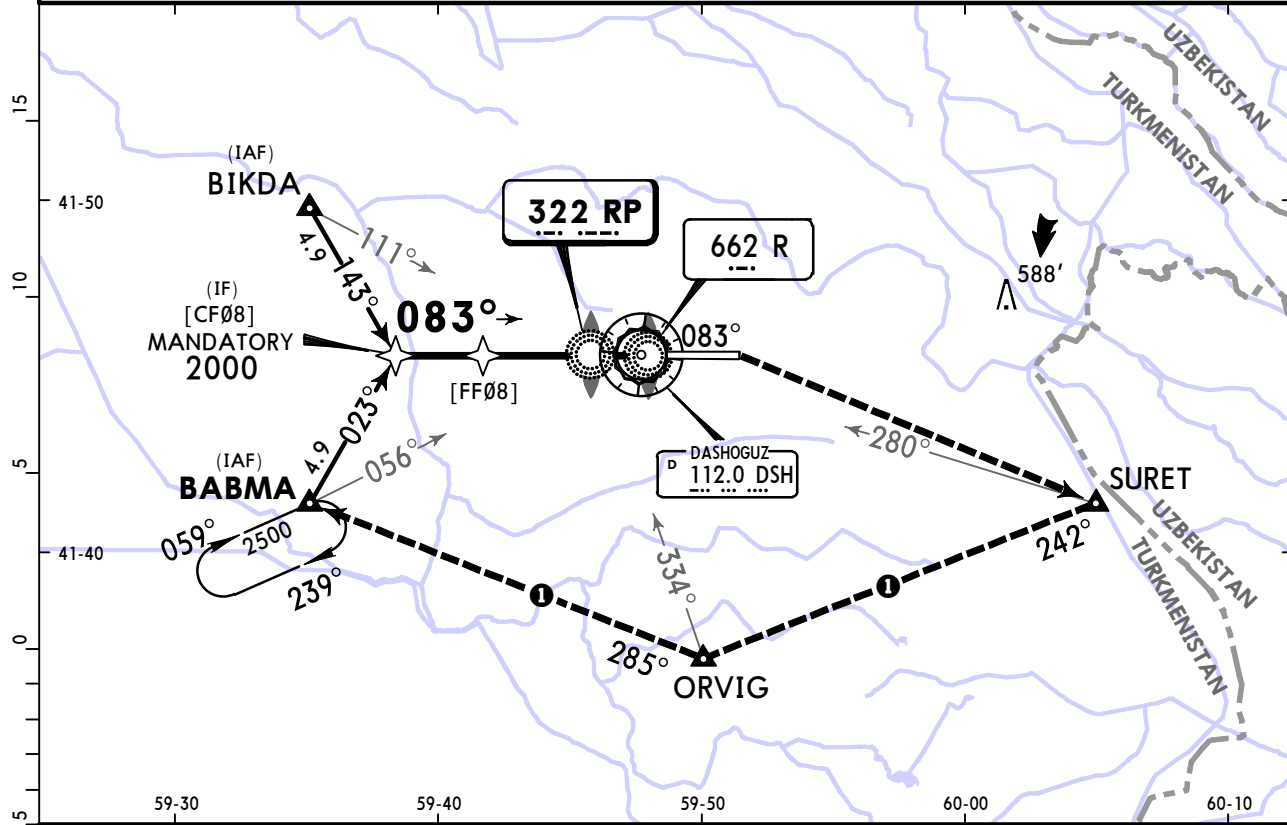 UZBEKISTAN
TURKMENISTAN
15
(IAF)
BIKDA
41-50
322 RP
662 R
111°
4.9
143°
588'
10
(IF)
[CFØ8]
MANDATORY
2000
083°
083°
[FFØ8]
023°
4.9
056°
280°
DASHOGUZ
D 112.0 DSH
5
(IAF)
BABMA
SURET
059°
2500
239°
242°
UZBEKISTAN
TURKMENISTAN
41-40
334°
1
1
0
285°
ORVIG
5
59-30
59-40
59-50
60-00
60-10